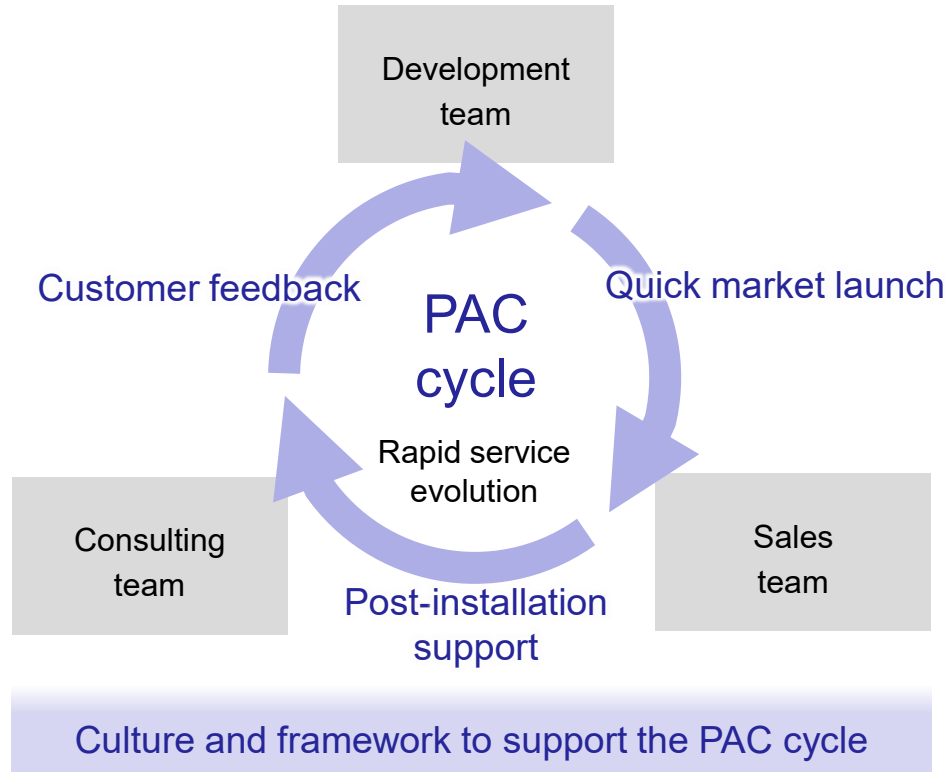 Development
team
Customer feedback
Quick market launch
PAC
cycle
Rapid service
evolution
Consulting
team
Sales
team
Post-installation
support
Culture and framework to support the PAC cycle